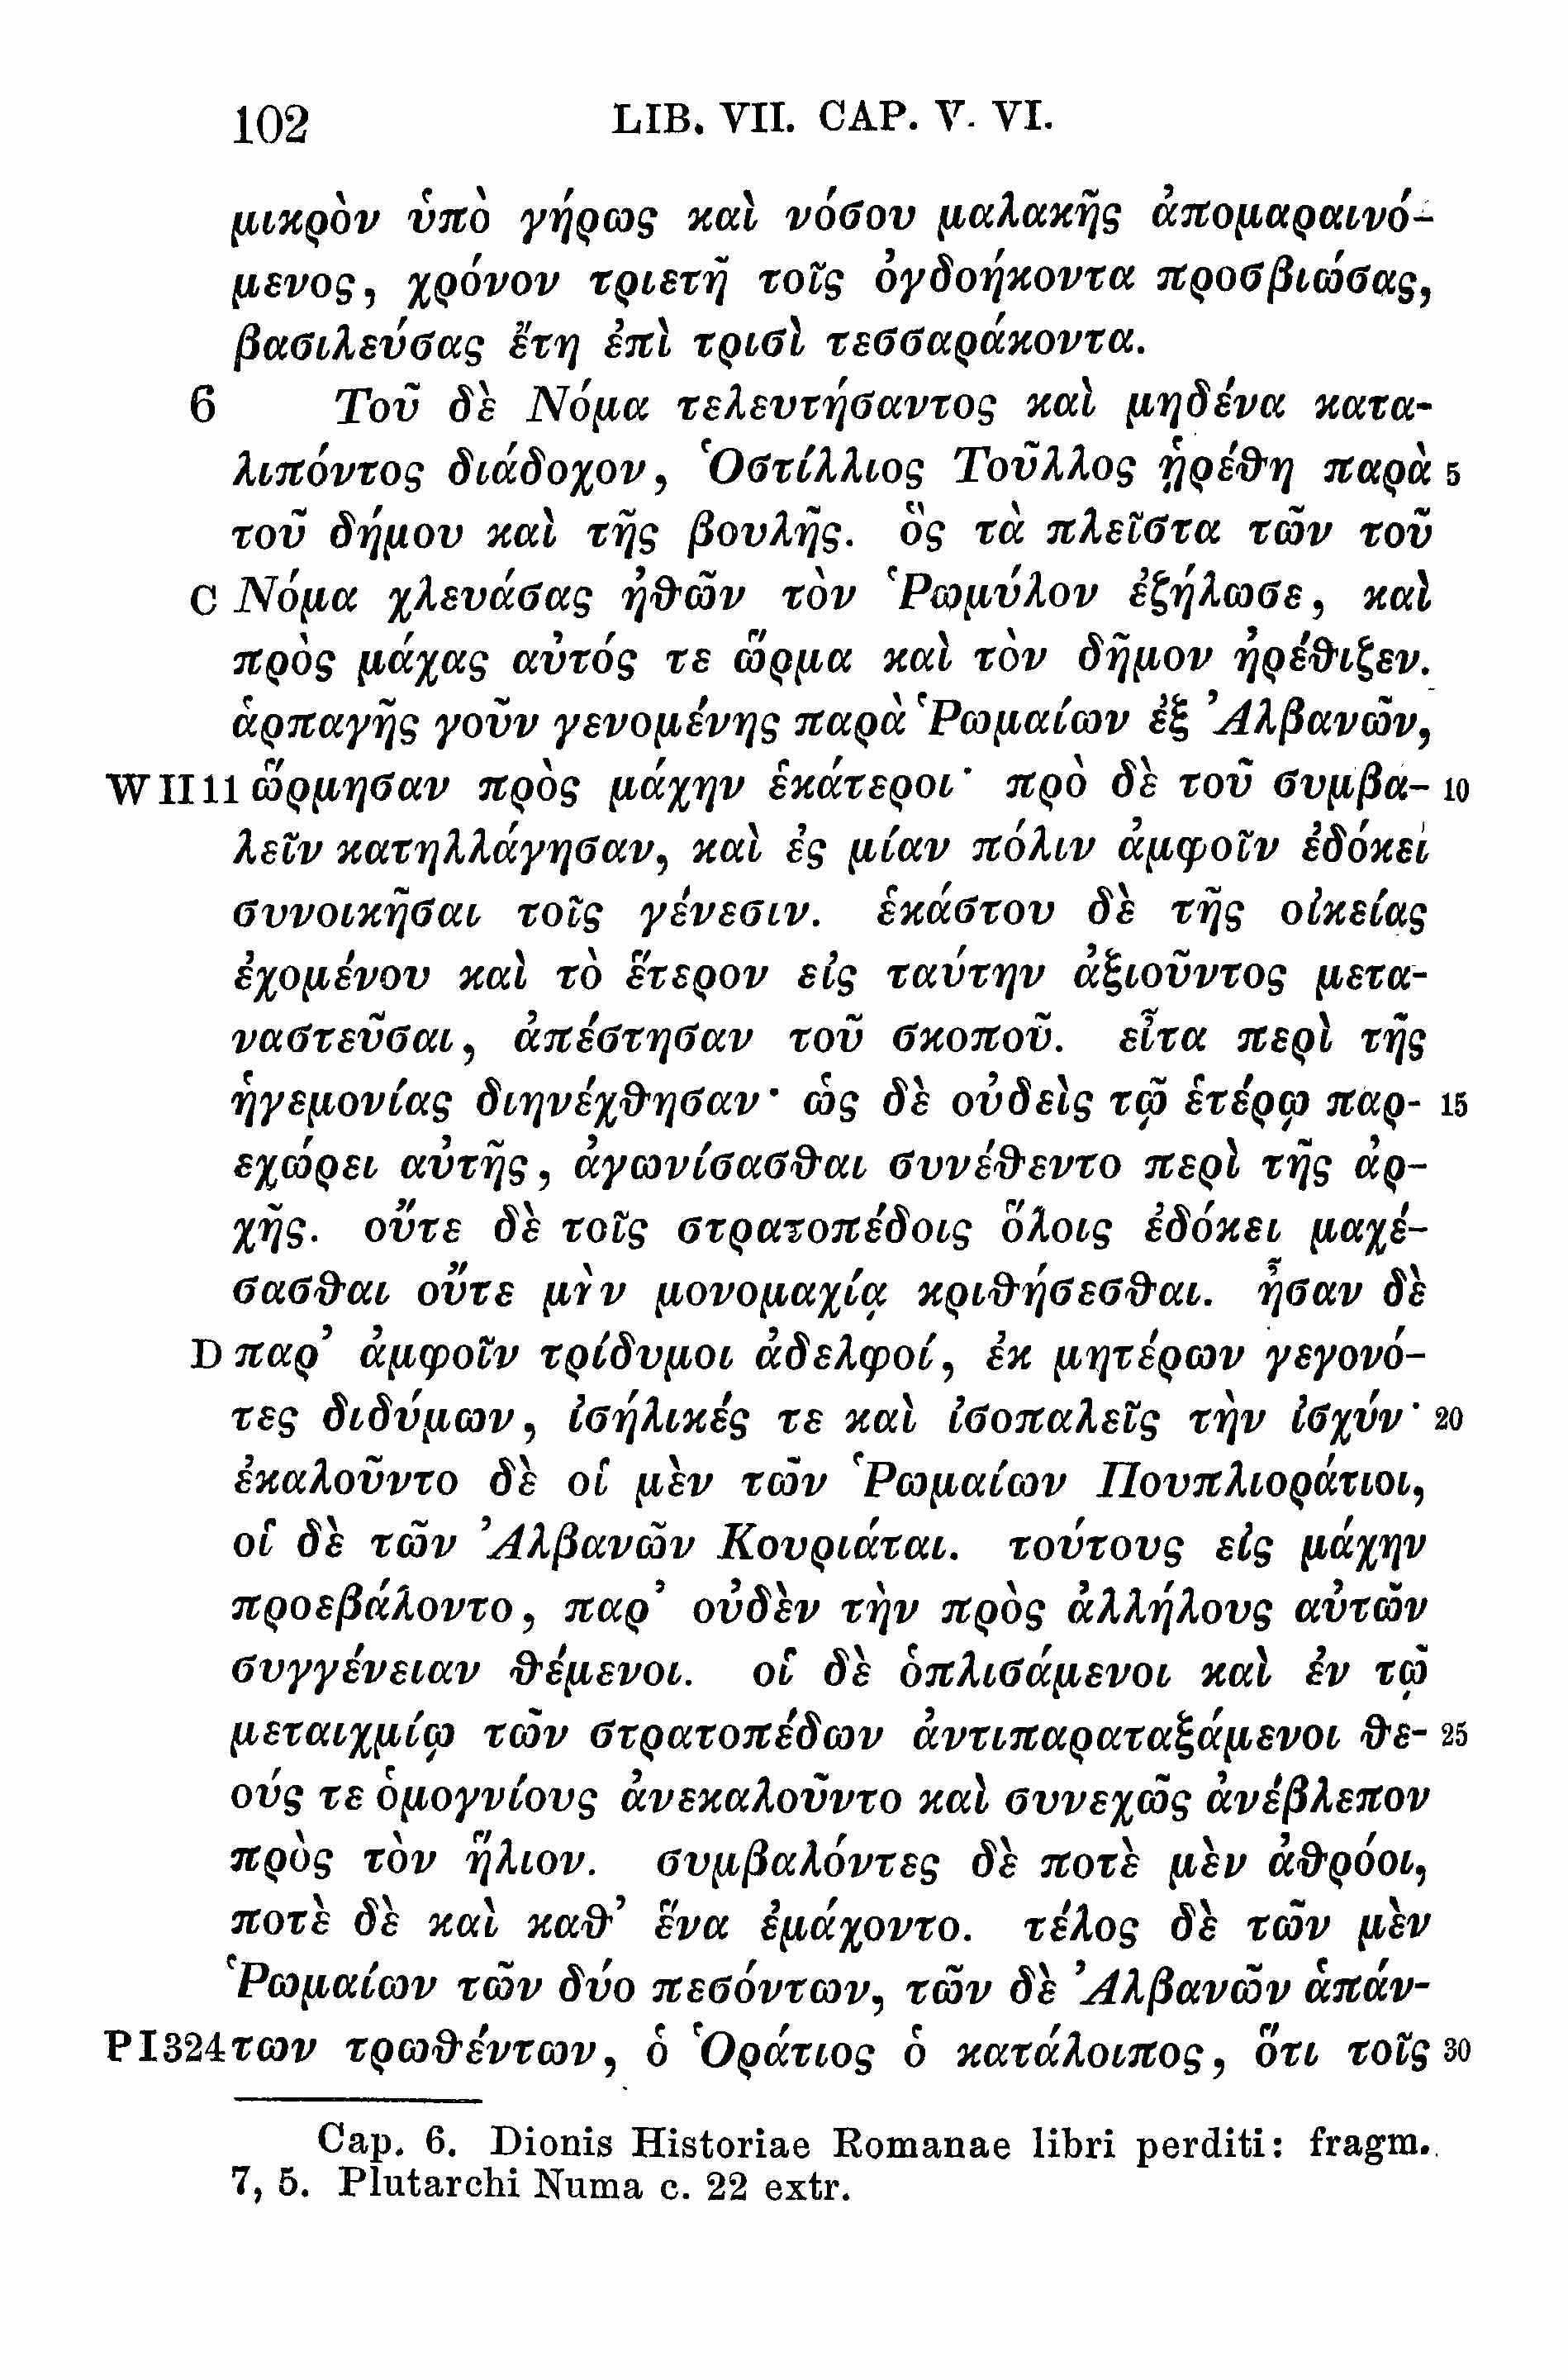 102 LIB. VII. CAP. V. VI.
μικρὸν ὑπὸ γήρως καὶ νόσου μαλακῆς ἀπομαραινό-
μενος, χρόνον τριετῆ τοῖς ὀγδοήκοντα προσβιώσας,
βασιλεύσας ἔτη ἐπὶ τρισὶ τεσσαράκοντα.
6 Τοῦ δὲ Νόμα τελευτήσαντος καὶ μηδένα κατα-
λιπόντος διάδοχον, Ὁστίλλιος Τοῦλλος ᾑρέθη παρὰ 5
τοῦ δήμου καὶ τῆς βουλῆς. ὃς τὰ πλεῖστα τῶν τοῦ
C Νόμα χλευάσας ἠθῶν τὸν Ῥωμύλον ἐζήλωσε, καὶ
πρὸς μάχας αὐτός τε ὥρμα καὶ τὸν δῆμον ἠρέθιζεν.
ἁρπαγῆς γοῦν γενομένης παρὰ Ῥωμαίων ἐξ Ἀλβανῶν,
W II 11 ὥρμησαν πρὸς μάχην ἑκάτεροι· πρὸ δὲ τοῦ συμβα- 10
λεῖν κατηλλάγησαν, καὶ ἐς μίαν πόλιν ἀμφοῖν ἐδόκει
συνοικῆσαι τοῖς γένεσιν. ἑκάστου δὲ τῆς οἰκείας
ἐχομένου καὶ τὸ ἕτερον εἰς ταύτην ἀξιοῦντος μετα-
ναστεῦσαι, ἀπέστησαν τοῦ σκοποῦ. εἶτα περὶ τῆς
ἡγεμονίας διηνέχθησαν· ὡς δὲ οὐδεὶς τῷ ἑτέρῳ παρ- 15
εχώρει αὐτῆς, ἀγωνίσασθαι συνέθεντο περὶ τῆς ἀρ-
χῆς. οὔτε δὲ τοῖς στρατοπέδοις ὅλοις ἐδόκει μαχέ-
σασθαι οὔτε μὴν μονομαχίᾳ κριθήσεσθαι. ἦσαν δὲ
D παρ’ ἀμφοῖν τρίδυμοι ἀδελφοί, ἐκ μητέρων γεγονό-
τες διδύμων, ἰσήλικές τε καὶ ἰσοπαλεῖς τὴν ἰσχύν· 20
ἐκαλοῦντο δὲ οἱ μὲν τῶν Ῥωμαίων Πουπλιοράτιοι,
οἱ δὲ τῶν Ἀλβανῶν Κουριάται. τούτους εἰς μάχην
προεβάλοντο, παρ’ οὐδὲν τὴν πρὸς ἀλλήλους αὐτῶν
συγγένειαν θέμενοι. οἱ δὲ ὁπλισάμενοι καὶ ἐν τῷ
μεταιχμίῳ τῶν στρατοπέδων ἀντιπαραταξάμενοι θε- 25
ούς τε ὁμογνίους ἀνεκαλοῦντο καὶ συνεχῶς ἀνέβλεπον
πρὸς τὸν ἥλιον. συμβαλόντες δὲ ποτὲ μὲν ἀθρόοι,
ποτὲ δὲ καὶ καθ’ ἕνα ἐμάχοντο. τέλος δὲ τῶν μὲν
Ῥωμαίων τῶν δύο πεσόντων, τῶν δὲ Ἀλβανῶν ἁπάν-
P I 324 των τρωθέντων, ὁ Ὁράτιος ὁ κατάλοιπος, ὅτι τοῖς 30
Cap. 6. Dionis Historiae Romanae libri perditi: fragm.
7, 5. Plutarchi Numa c. 22 extr.